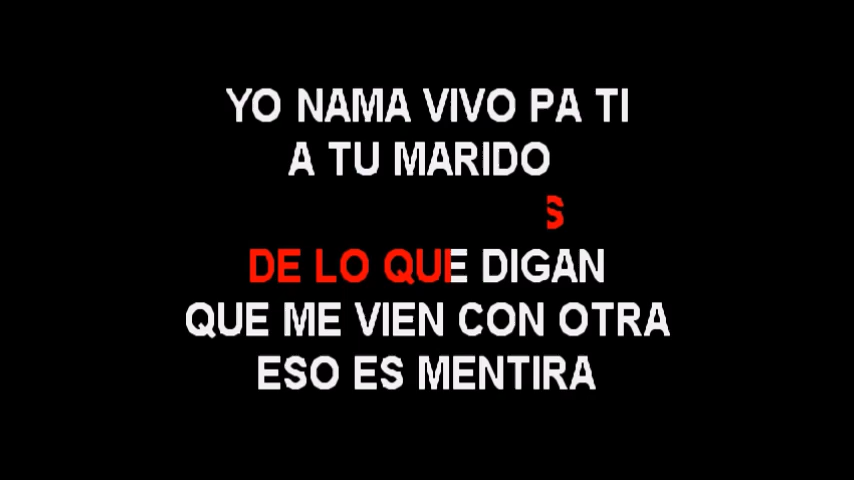 YO NAMA VIVO PA TI
A TU MARIDO
S
DE LO QUE DIGAN
QUE ME VIEN CON OTRA
ESO ES MENTIRA